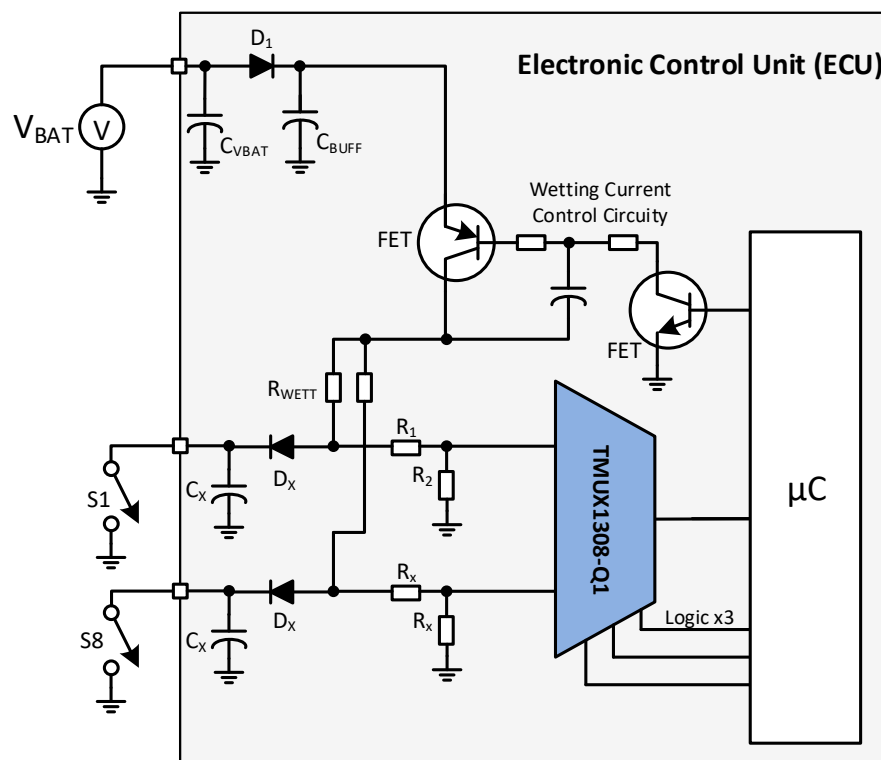 D1
Electronic Control Unit (ECU)
VBAT
V
CVBAT
CBUFF
Wetting Current
Control Circuity
FET
FET
RWETT
R1
R2
CX
DX
S1
TMUX1308-Q1
µC
Rx
Rx
CX
DX
S8
Logic x3